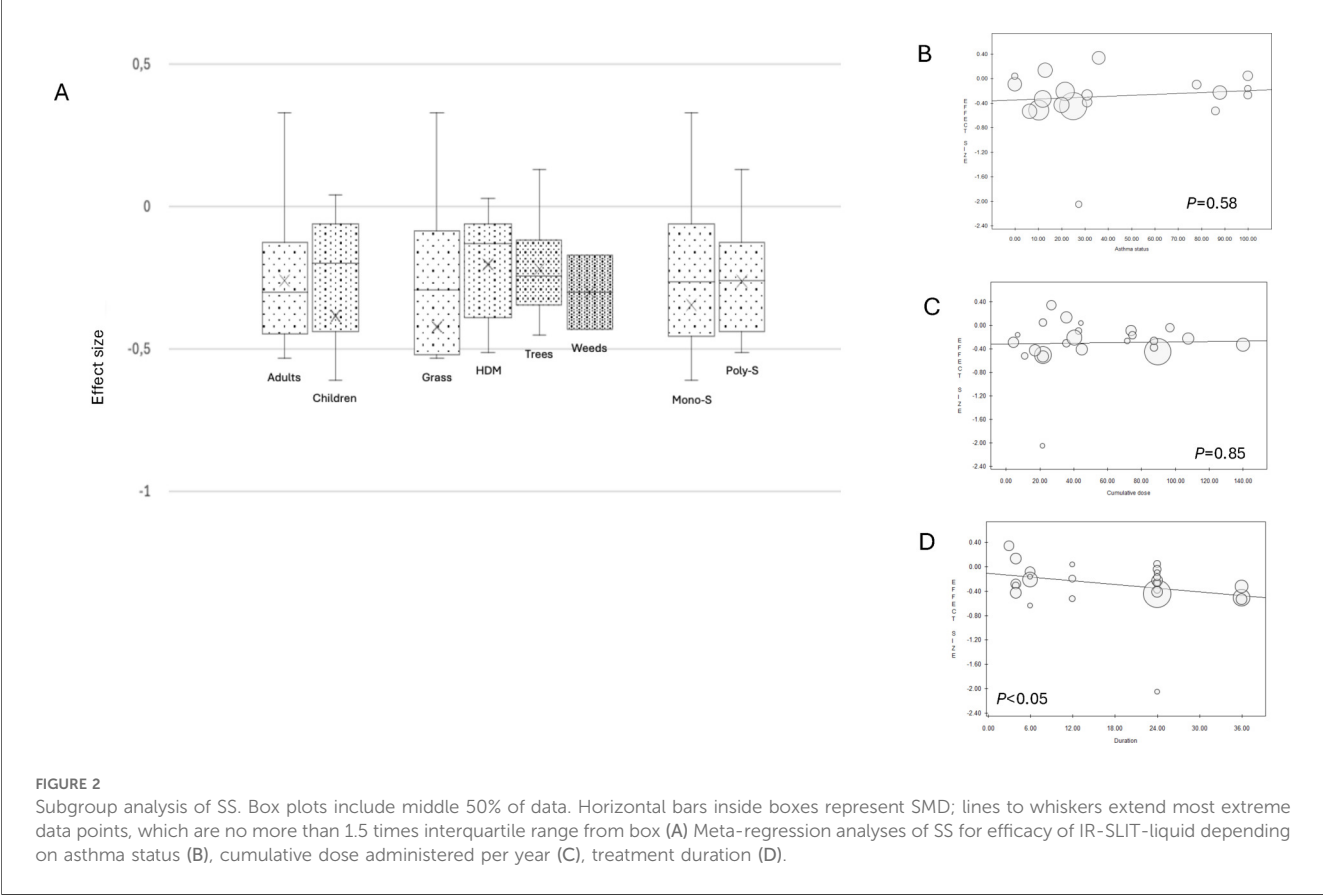 A
0,5
0
-0,5
-1
Effect size
Adults
Children
Grass
HDM
Trees
Weeds
Mono-S
Poly-S
B
0.40
0.00
-0.40
-0.80
-1.20
-1.60
-2.00
-2.40
EFFECT SIZE
P=0.58
0.00 10.00 20.00 30.00 40.00 50.00 60.00 70.00 80.00 90.00 100.00
Asthma status
C
0.40
0.00
-0.40
-0.80
-1.20
-1.60
-2.00
-2.40
EFFECT SIZE
P=0.85
0.00 20.00 40.00 60.00 80.00 100.00 120.00 140.00
Cumulative dose
D
0.40
0.00
-0.40
-0.80
-1.20
-1.60
-2.00
-2.40
EFFECT SIZE
P<0.05
0.00 6.00 12.00 18.00 24.00 30.00 36.00
Duration
FIGURE 2
Subgroup analysis of SS. Box plots include middle 50% of data. Horizontal bars inside boxes represent SMD; lines to whiskers extend most extreme
data points, which are no more than 1.5 times interquartile range from box (A) Meta-regression analyses of SS for efficacy of IR-SLIT-liquid depending
on asthma status (B), cumulative dose administered per year (C), treatment duration (D).